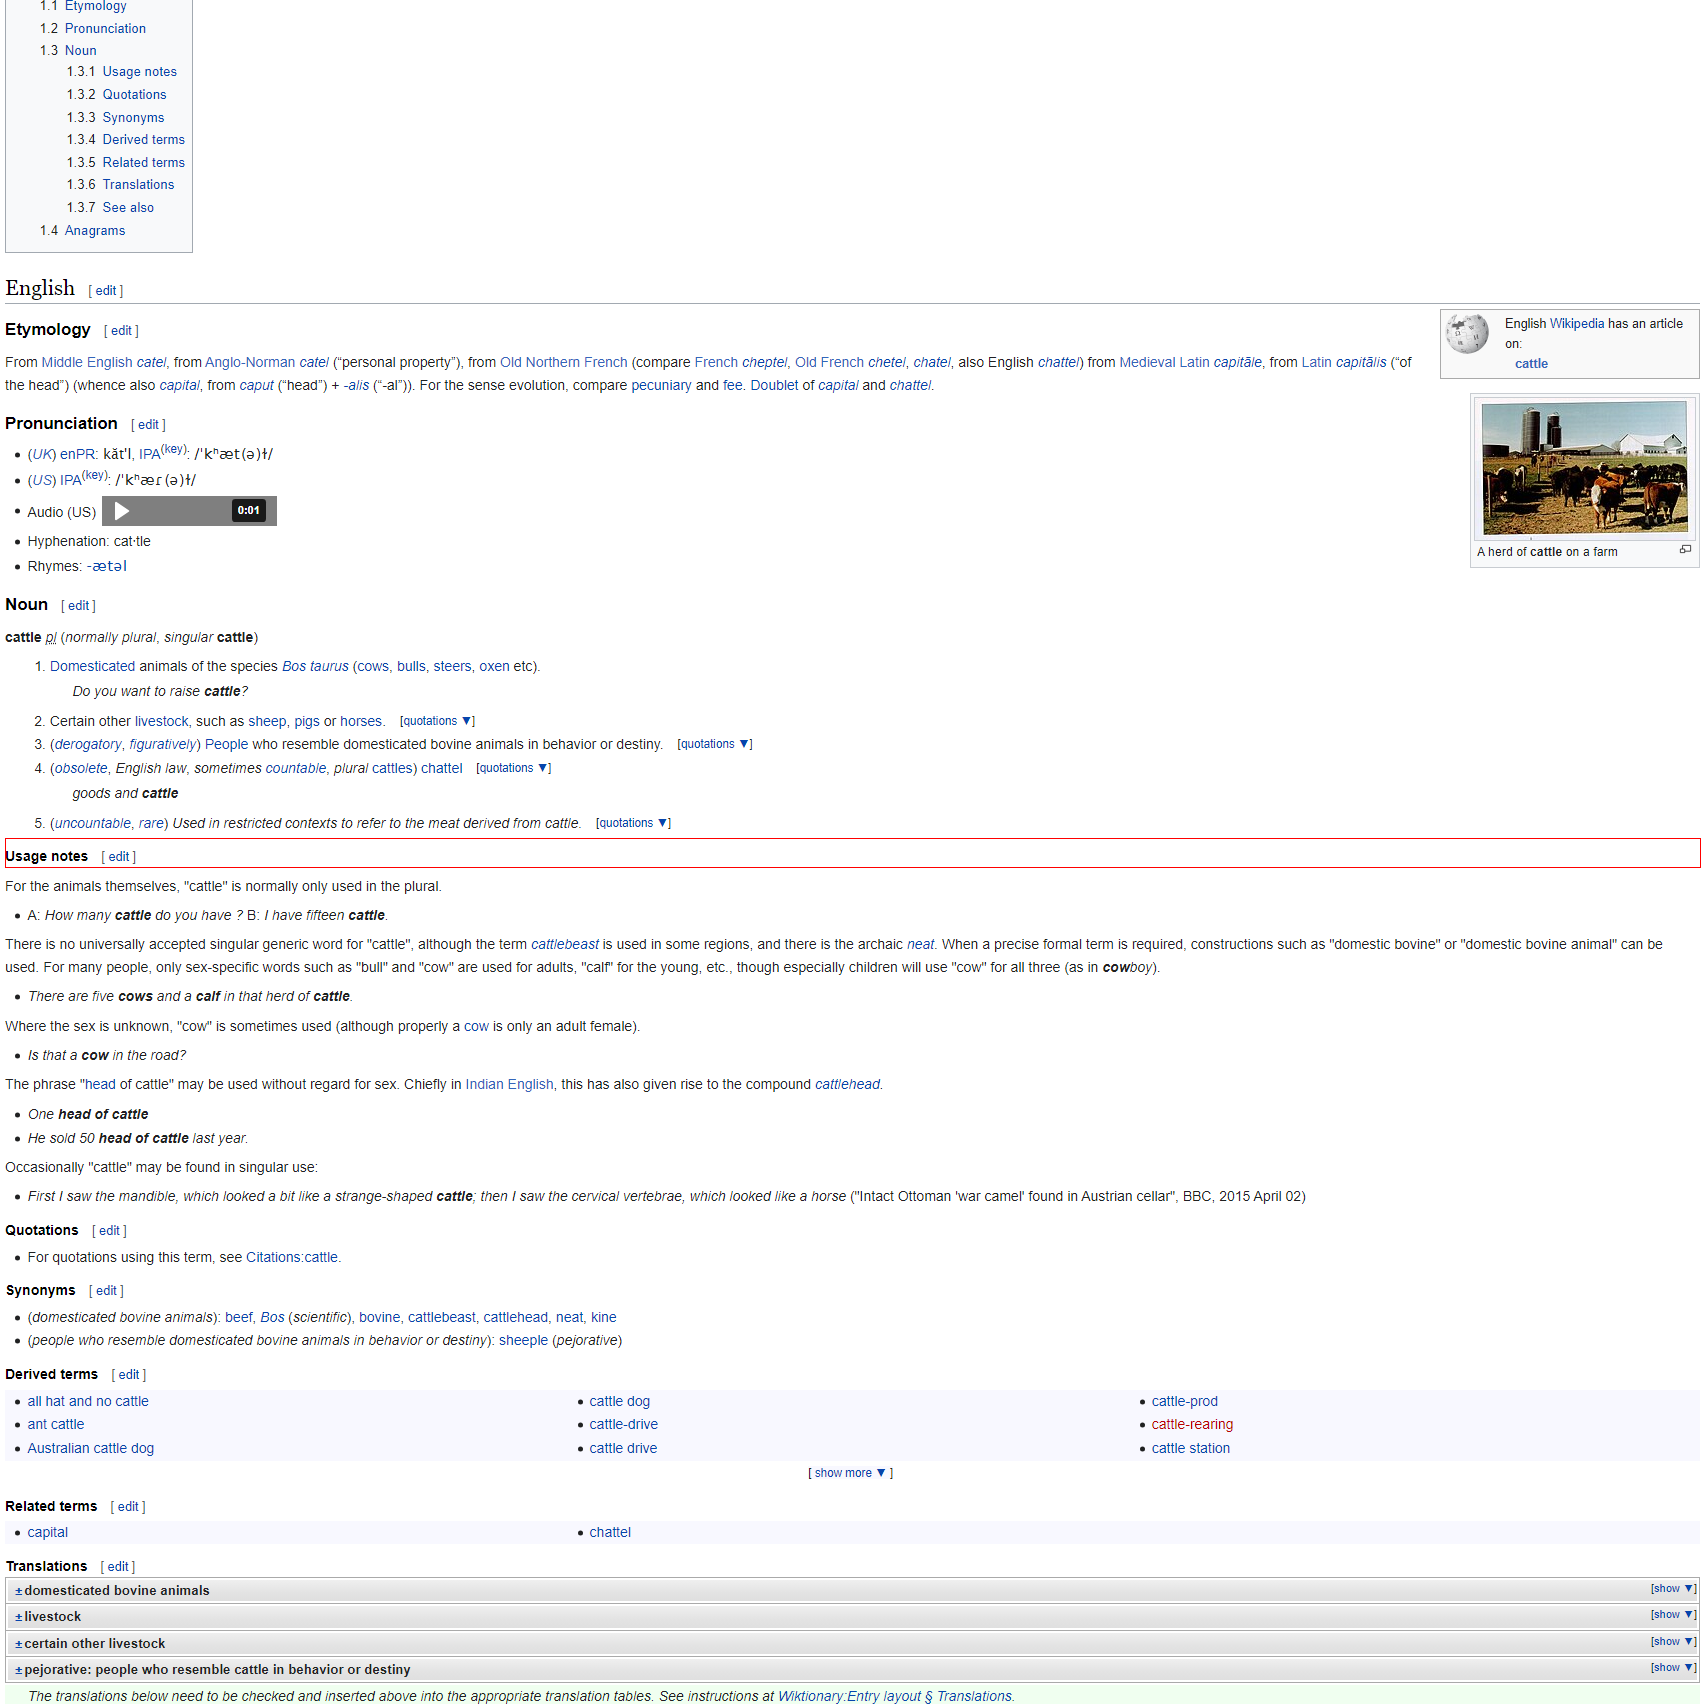 1.1 Etymology
1.2 Pronunciation
1.3 Noun
1.3.1 Usage notes
1.3.2 Quotations
1.3.3 Synonyms
1.3.4 Derived terms
1.3.5 Related terms
1.3.6 Translations
1.3.7 See also
1.4 Anagrams
English [ edit ]
Etymology [ edit ]
English Wikipedia has an article
on:
cattle
From Middle English catel, from Anglo-Norman catel (“personal property”), from Old Northern French (compare French cheptel, Old French chetel, chatel, also English chattel) from Medieval Latin capitāle, from Latin capitālis (“of
the head”) (whence also capital, from caput (“head”) + -alis (“-al”)). For the sense evolution, compare pecuniary and fee. Doublet of capital and chattel.
A herd of cattle on a farm
Pronunciation [ edit ]
(UK) enPR: kăt'l, IPA(key): /ˈkʰæt(ə)ɫ/
(US) IPA(key): /ˈkʰæɾ(ə)ɫ/
Audio (US) 0:01
Hyphenation: cat‧tle
Rhymes: -ætəl
Noun [ edit ]
cattle pl (normally plural, singular cattle)
1. Domesticated animals of the species Bos taurus (cows, bulls, steers, oxen etc).
Do you want to raise cattle?
2. Certain other livestock, such as sheep, pigs or horses. [quotations ▼]
3. (derogatory, figuratively) People who resemble domesticated bovine animals in behavior or destiny. [quotations ▼]
4. (obsolete, English law, sometimes countable, plural cattles) chattel [quotations ▼]
goods and cattle
5. (uncountable, rare) Used in restricted contexts to refer to the meat derived from cattle. [quotations ▼]
Usage notes [ edit ]
For the animals themselves, "cattle" is normally only used in the plural.
A: How many cattle do you have ? B: I have fifteen cattle.
There is no universally accepted singular generic word for "cattle", although the term cattlebeast is used in some regions, and there is the archaic neat. When a precise formal term is required, constructions such as "domestic bovine" or "domestic bovine animal" can be
used. For many people, only sex-specific words such as "bull" and "cow" are used for adults, "calf" for the young, etc., though especially children will use "cow" for all three (as in cowboy).
There are five cows and a calf in that herd of cattle.
Where the sex is unknown, "cow" is sometimes used (although properly a cow is only an adult female).
Is that a cow in the road?
The phrase "head of cattle" may be used without regard for sex. Chiefly in Indian English, this has also given rise to the compound cattlehead.
One head of cattle
He sold 50 head of cattle last year.
Occasionally "cattle" may be found in singular use:
First I saw the mandible, which looked a bit like a strange-shaped cattle; then I saw the cervical vertebrae, which looked like a horse ("Intact Ottoman 'war camel' found in Austrian cellar", BBC, 2015 April 02)
Quotations [ edit ]
For quotations using this term, see Citations:cattle.
Synonyms [ edit ]
(domesticated bovine animals): beef, Bos (scientific), bovine, cattlebeast, cattlehead, neat, kine
(people who resemble domesticated bovine animals in behavior or destiny): sheeple (pejorative)
Derived terms [ edit ]
all hat and no cattle
ant cattle
Australian cattle dog
cattle dog
cattle-drive
cattle drive
cattle-prod
cattle-rearing
cattle station
[ show more ▼ ]
Related terms [ edit ]
capital
chattel
Translations [ edit ]
±domesticated bovine animals [show ▼]
±livestock [show ▼]
±certain other livestock [show ▼]
±pejorative: people who resemble cattle in behavior or destiny [show ▼]
The translations below need to be checked and inserted above into the appropriate translation tables. See instructions at Wiktionary:Entry layout § Translations.